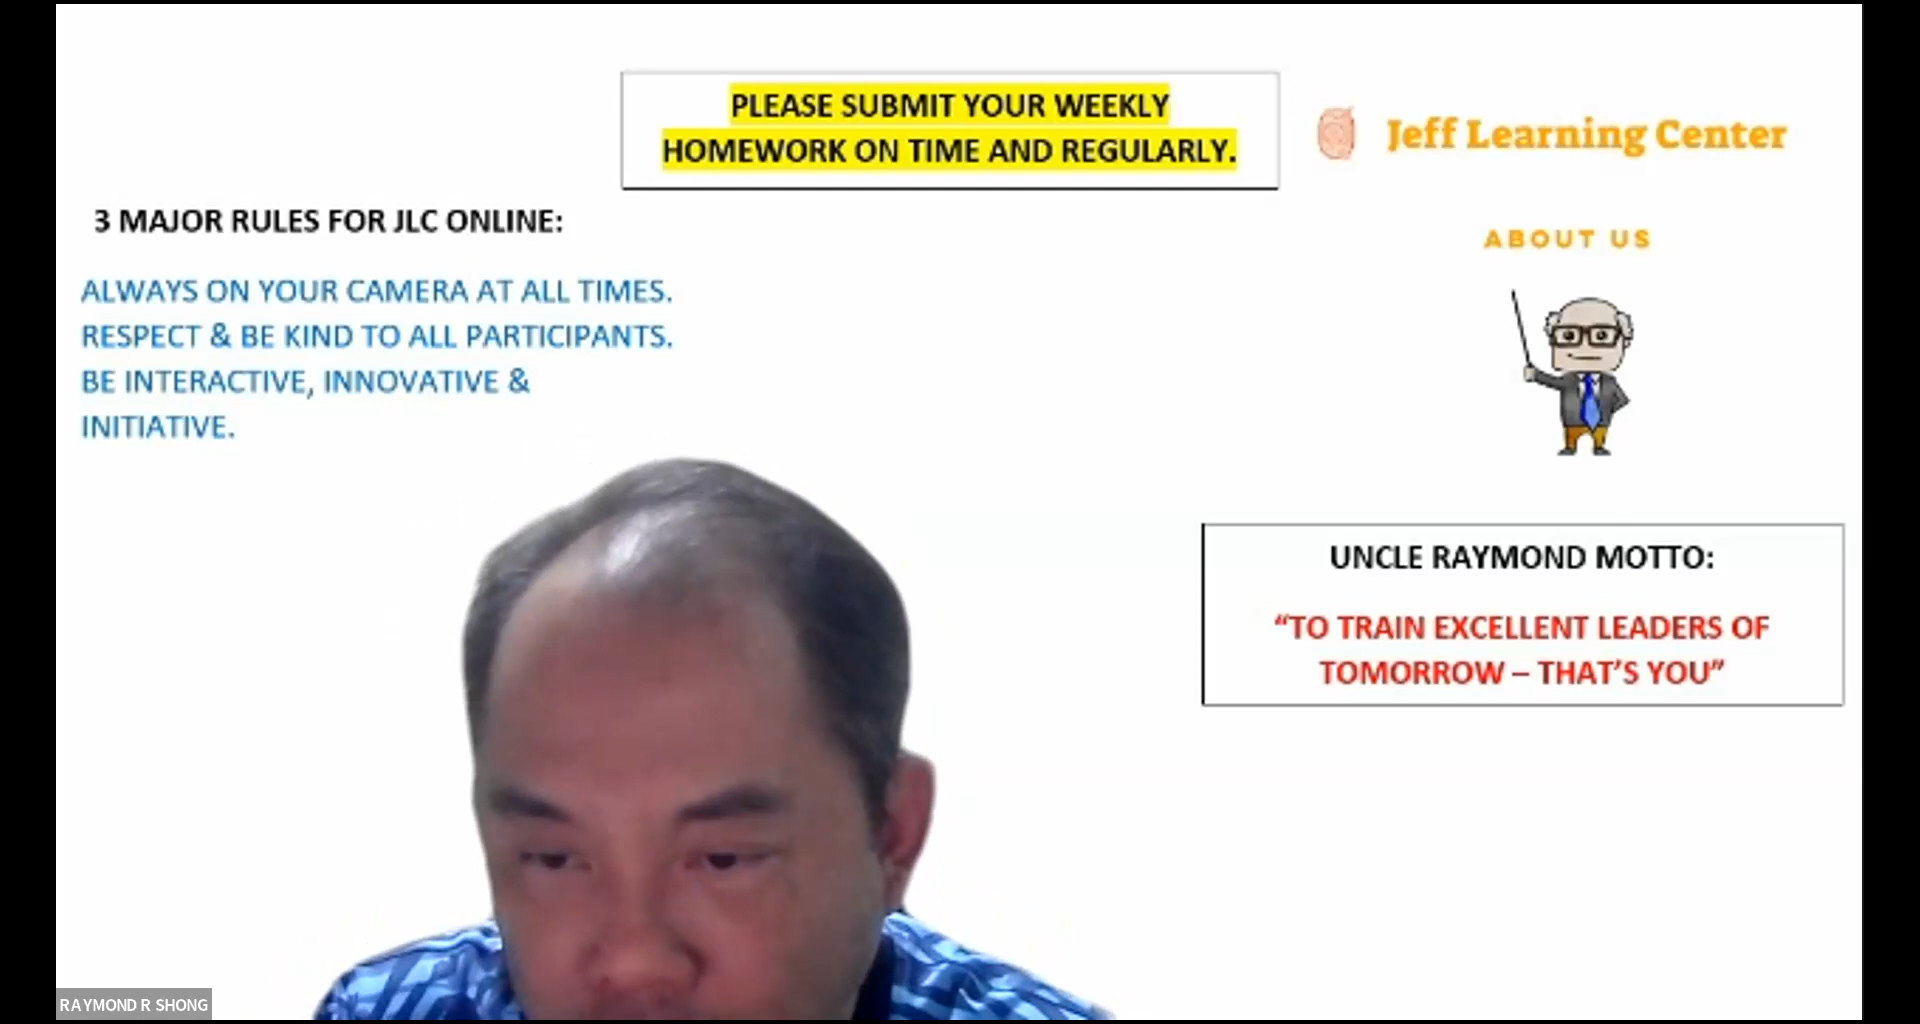 PLEASE SUBMIT YOUR WEEKLY
HOMEWORK ON TIME AND REGULARLY.
Jeff Learning Center
3 MAJOR RULES FOR JLC ONLINE:
ABOUT US
ALWAYS ON YOUR CAMERA AT ALL TIMES.
RESPECT & BE KIND TO ALL PARTICIPANTS.
BE INTERACTIVE, INNOVATIVE &
INITIATIVE.
UNCLE RAYMOND MOTTO:
“TO TRAIN EXCELLENT LEADERS OF
TOMORROW – THAT’S YOU”
RAYMOND R SHONG